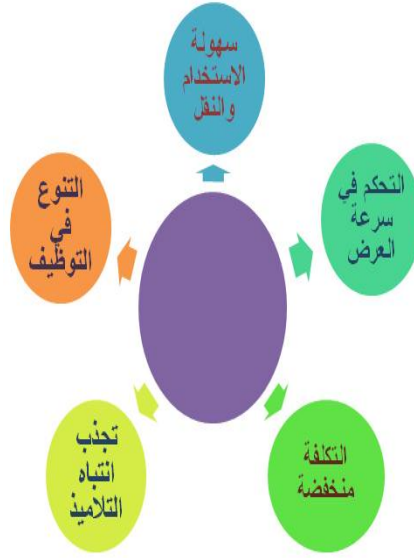 سهولة
الاستخدام
والنقل
التحكم في
سرعة
العرض
التكلفة
منخفضة
تجذب
انتباه
التلاميذ
التنوع
في
التوظيف